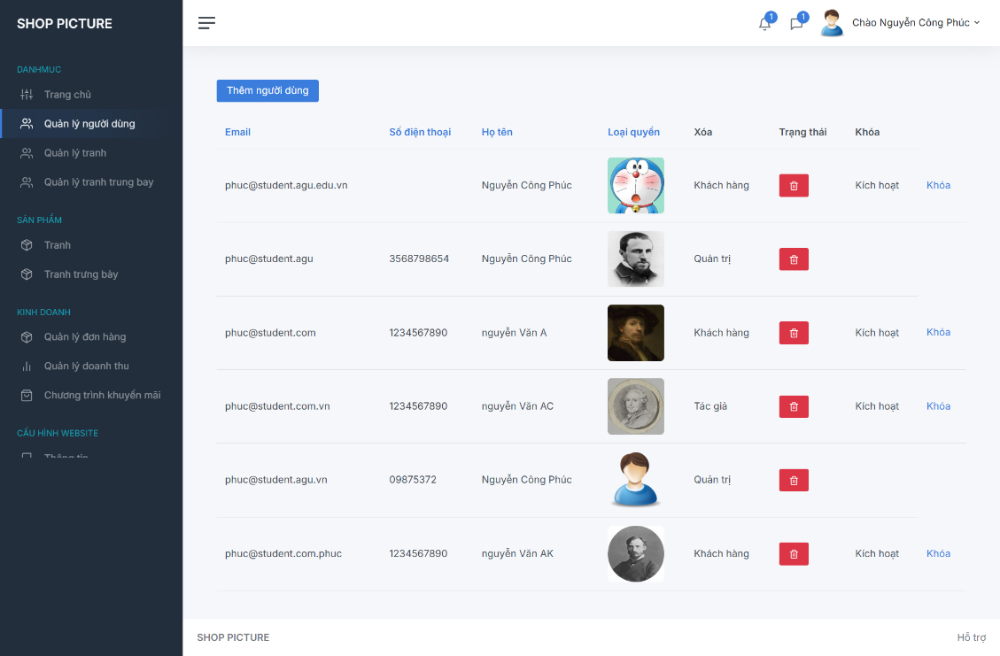 SHOP PICTURE
1
1
Chào Nguyễn Công Phúc
DANHMUC
Trang chủ
Quản lý người dùng
Quản lý tranh
Quản lý tranh trung bay
SẢN PHẨM
Tranh
Tranh trưng bày
KINH DOANH
Quản lý đơn hàng
Quản lý doanh thu
Chương trình khuyến mãi
CẤU HÌNH WEBSITE
Thông tin
Thêm người dùng
Email Số điện thoại Họ tên Loại quyền Xóa Trạng thái Khóa
phuc@student.agu.edu.vn Nguyễn Công Phúc Khách hàng Kích hoạt Khóa
phuc@student.agu 3568798654 Nguyễn Công Phúc Quản trị
phuc@student.com 1234567890 nguyễn Văn A Khách hàng Kích hoạt Khóa
phuc@student.com.vn 1234567890 nguyễn Văn AC Tác giả Kích hoạt Khóa
phuc@student.agu.vn 09875372 Nguyễn Công Phúc Quản trị
phuc@student.com.phuc 1234567890 nguyễn Văn AK Khách hàng Kích hoạt Khóa
SHOP PICTURE
Hỗ trợ